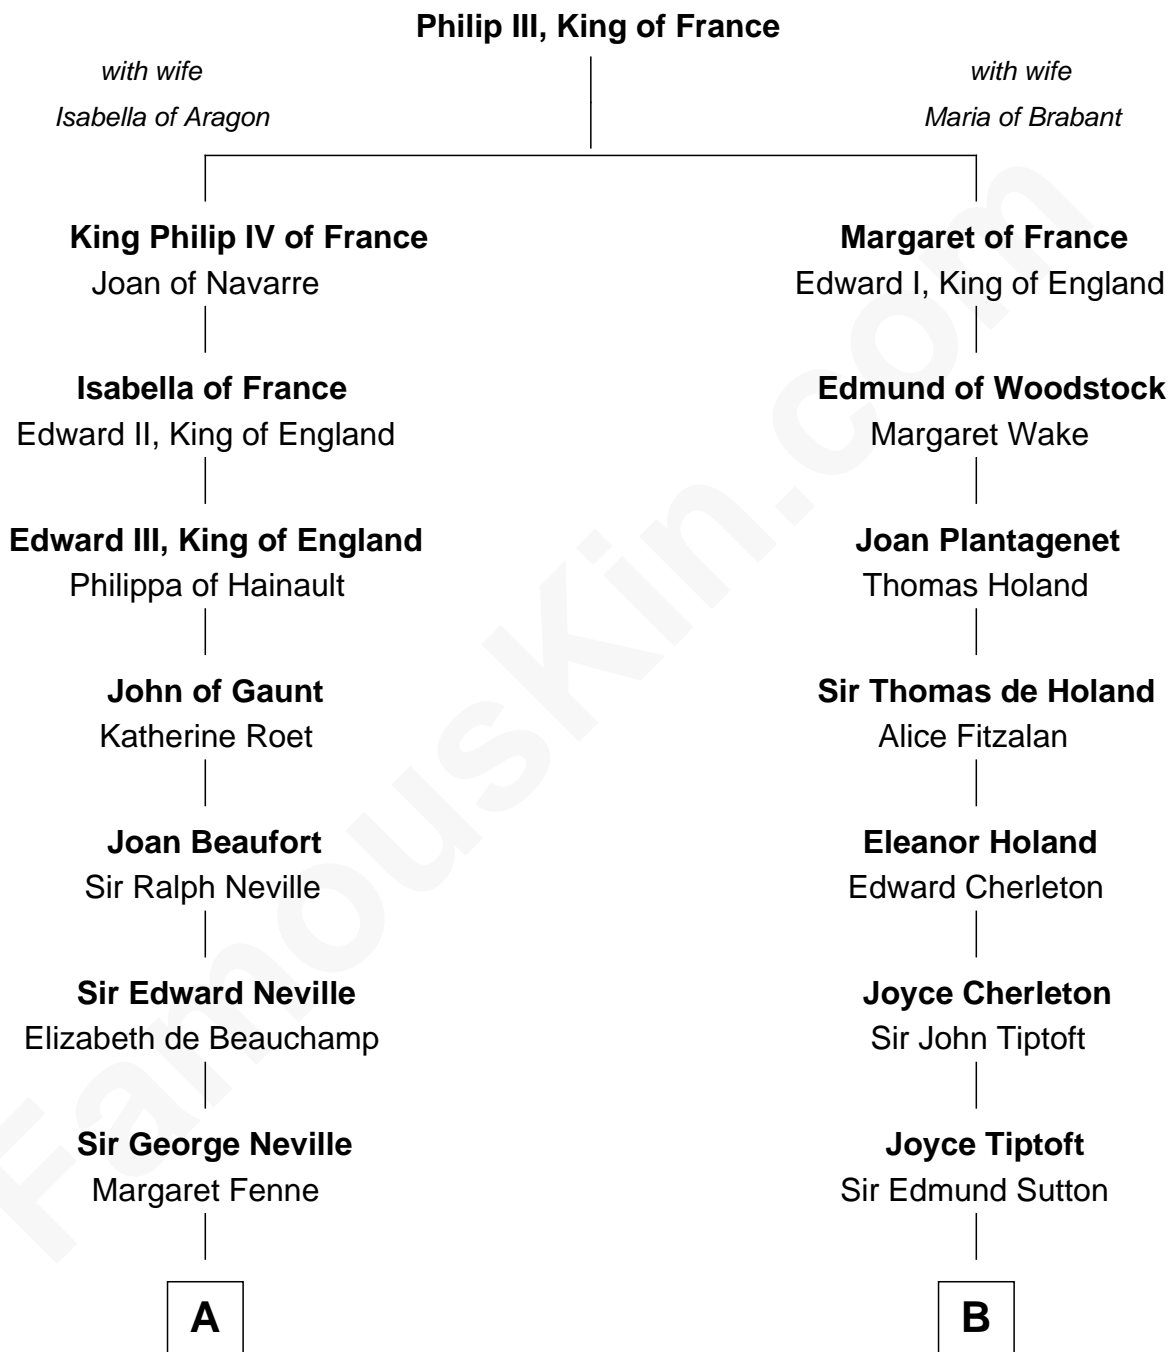 Philip III, King of France
with wife
Isabella of Aragon
with wife
Maria of Brabant
King Philip IV of France
Joan of Navarre
Isabella of France
Edward II, King of England
Edward III, King of England
Philippa of Hainault
John of Gaunt
Katherine Roet
Joan Beaufort
Sir Ralph Neville
Sir Edward Neville
Elizabeth de Beauchamp
Sir George Neville
Margaret Fenne
A
Margaret of France
Edward I, King of England
Edmund of Woodstock
Margaret Wake
Joan Plantagenet
Thomas Holand
Sir Thomas de Holand
Alice Fitzalan
Eleanor Holand
Edward Cherleton
Joyce Cherleton
Sir John Tiptoft
Joyce Tiptoft
Sir Edmund Sutton
B
FamousKin.com